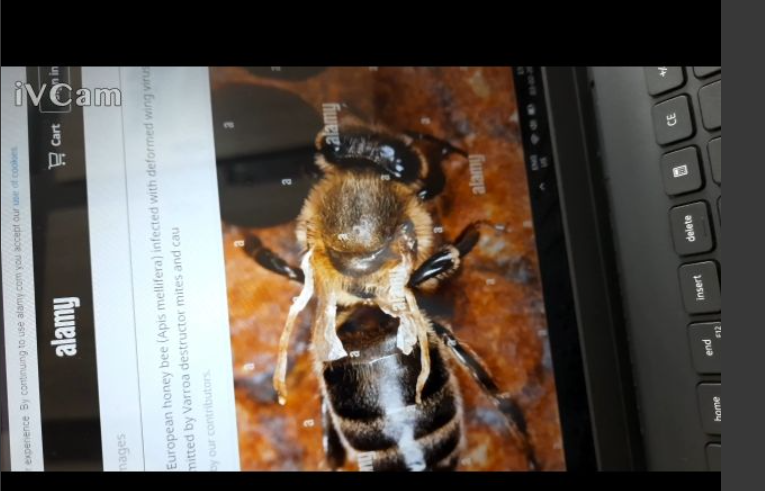 iVCam
experience. By continuing to use alamy.com you accept our use of cookies.
alamy
Cart
in
nages
European honey bee (Apis mellifera) infected with deformed wing virus
mitted by Varroa destructor mites and cau
by our contributors.
alamy
alamy
a
a
a
a
a
a
ENG
CE
delete
insert
end
F12
home